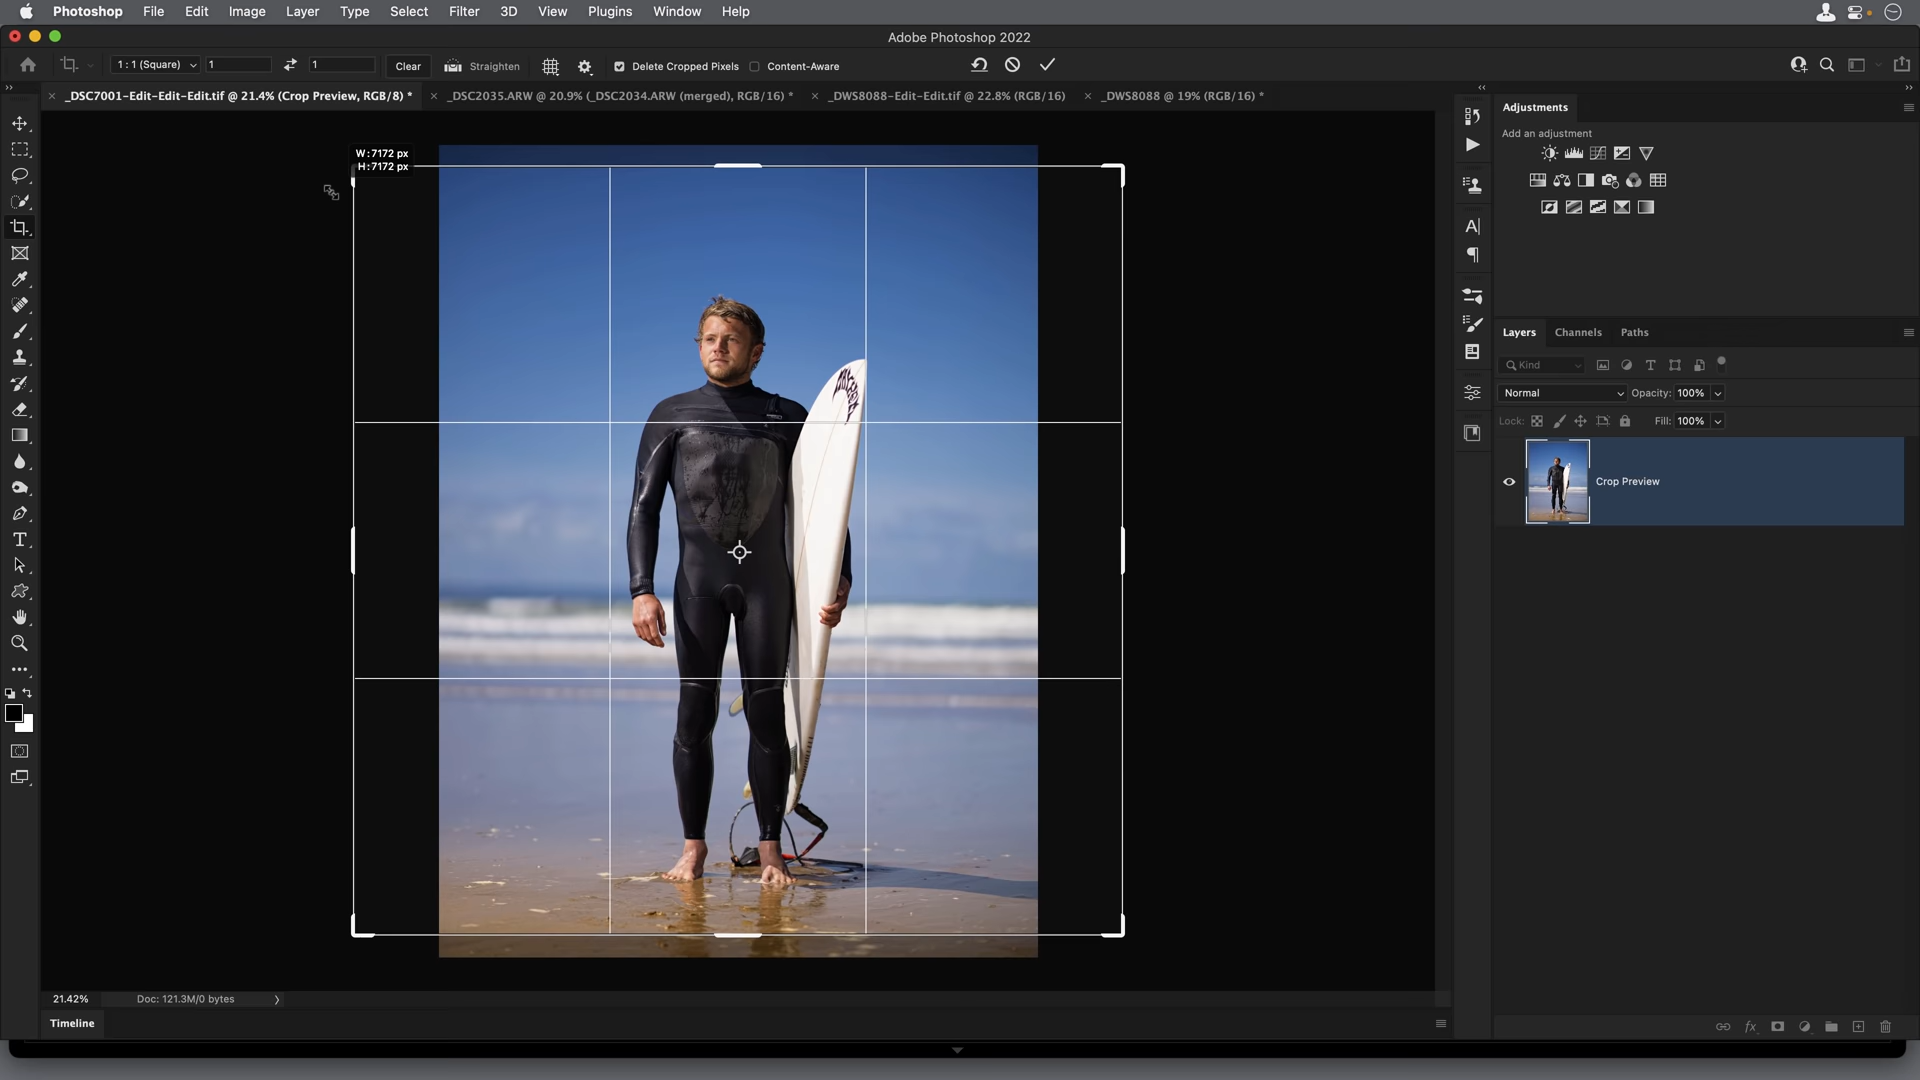 Photoshop File Edit Image Layer Type Select Filter 3D View Plugins Window Help
Adobe Photoshop 2022
1 : 1 (Square) 1 1 Clear Straighten Delete Cropped Pixels Content-Aware
_DSC7001-Edit-Edit-Edit.tif @ 21.4% (Crop Preview, RGB/8) * _DSC2035.ARW @ 20.9% (_DSC2034.ARW (merged), RGB/16) * _DWS8088-Edit-Edit.tif @ 22.8% (RGB/16) _DWS8088 @ 19% (RGB/16) *
W : 7172 px
H : 7172 px
Adjustments
Add an adjustment
Layers Channels Paths
Kind
Normal Opacity: 100%
Lock: Fill: 100%
Crop Preview
21.42% Doc: 121.3M/0 bytes
Timeline